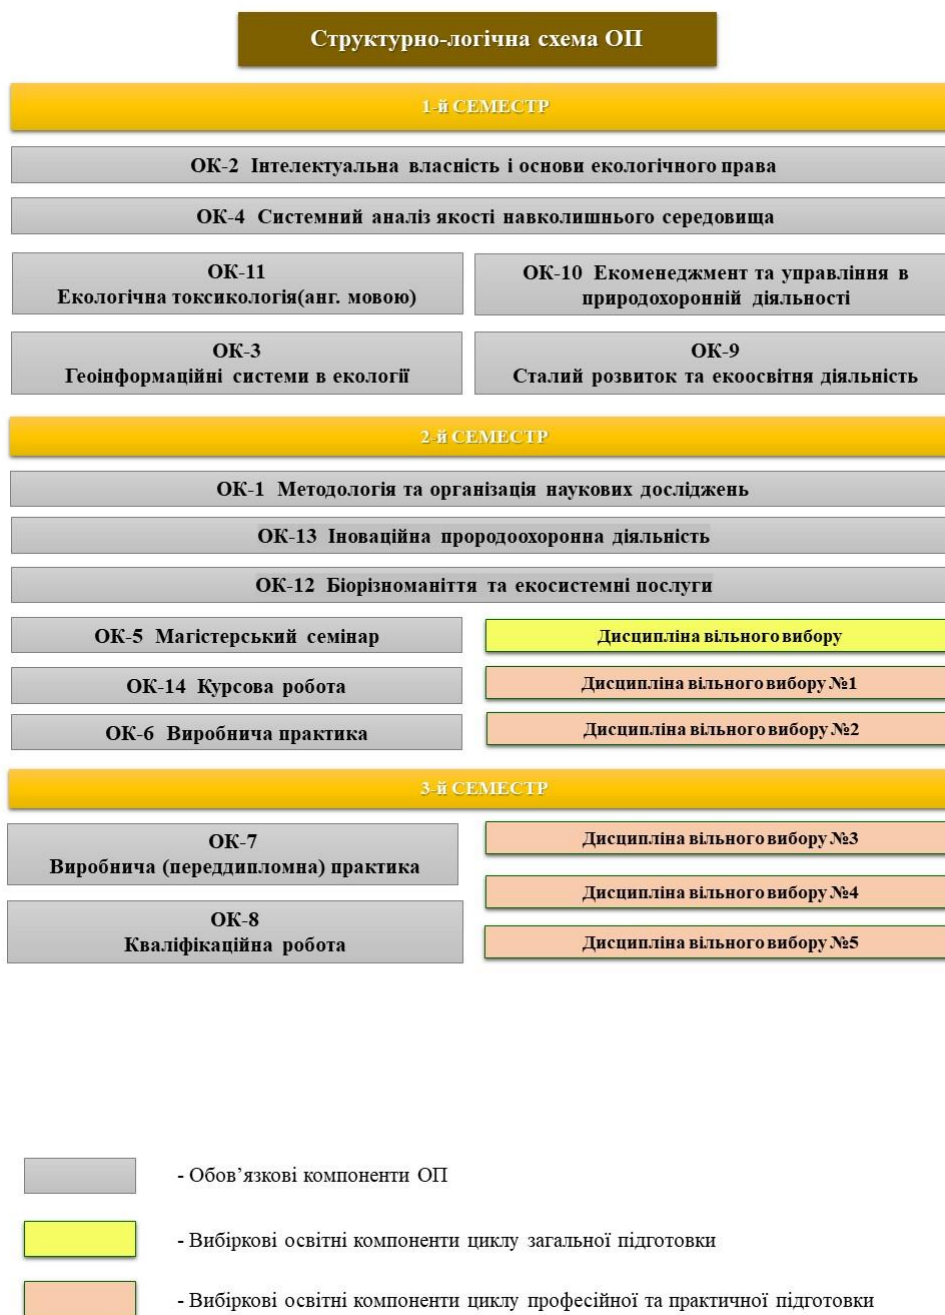 Структурно-логічна схема ОП
1-й СЕМЕСТР
ОК-2 Інтелектуальна власність і основи екологічного права
ОК-4 Системний аналіз якості навколишнього середовища
ОК-11
Екологічна токсикологія(анг. мовою)
ОК-10 Екоменеджмент та управління в
природохоронній діяльності
ОК-3
Геоінформаційні системи в екології
ОК-9
Сталий розвиток та екоосвітня діяльність
2-й СЕМЕСТР
ОК-1 Методологія та організація наукових досліджень
ОК-13 Іноваційна прородоохоронна діяльність
ОК-12 Біорізноманіття та екосистемні послуги
ОК-5 Магістерський семінар
Дисципліна вільного вибору
ОК-14 Курсова робота
Дисципліна вільного вибору №1
ОК-6 Виробнича практика
Дисципліна вільного вибору №2
3-й СЕМЕСТР
ОК-7
Виробнича (переддипломна) практика
Дисципліна вільного вибору №3
Дисципліна вільного вибору №4
ОК-8
Кваліфікаційна робота
Дисципліна вільного вибору №5
- Обов’язкові компоненти ОП
- Вибіркові освітні компоненти циклу загальної підготовки
- Вибіркові освітні компоненти циклу професійної та практичної підготовки